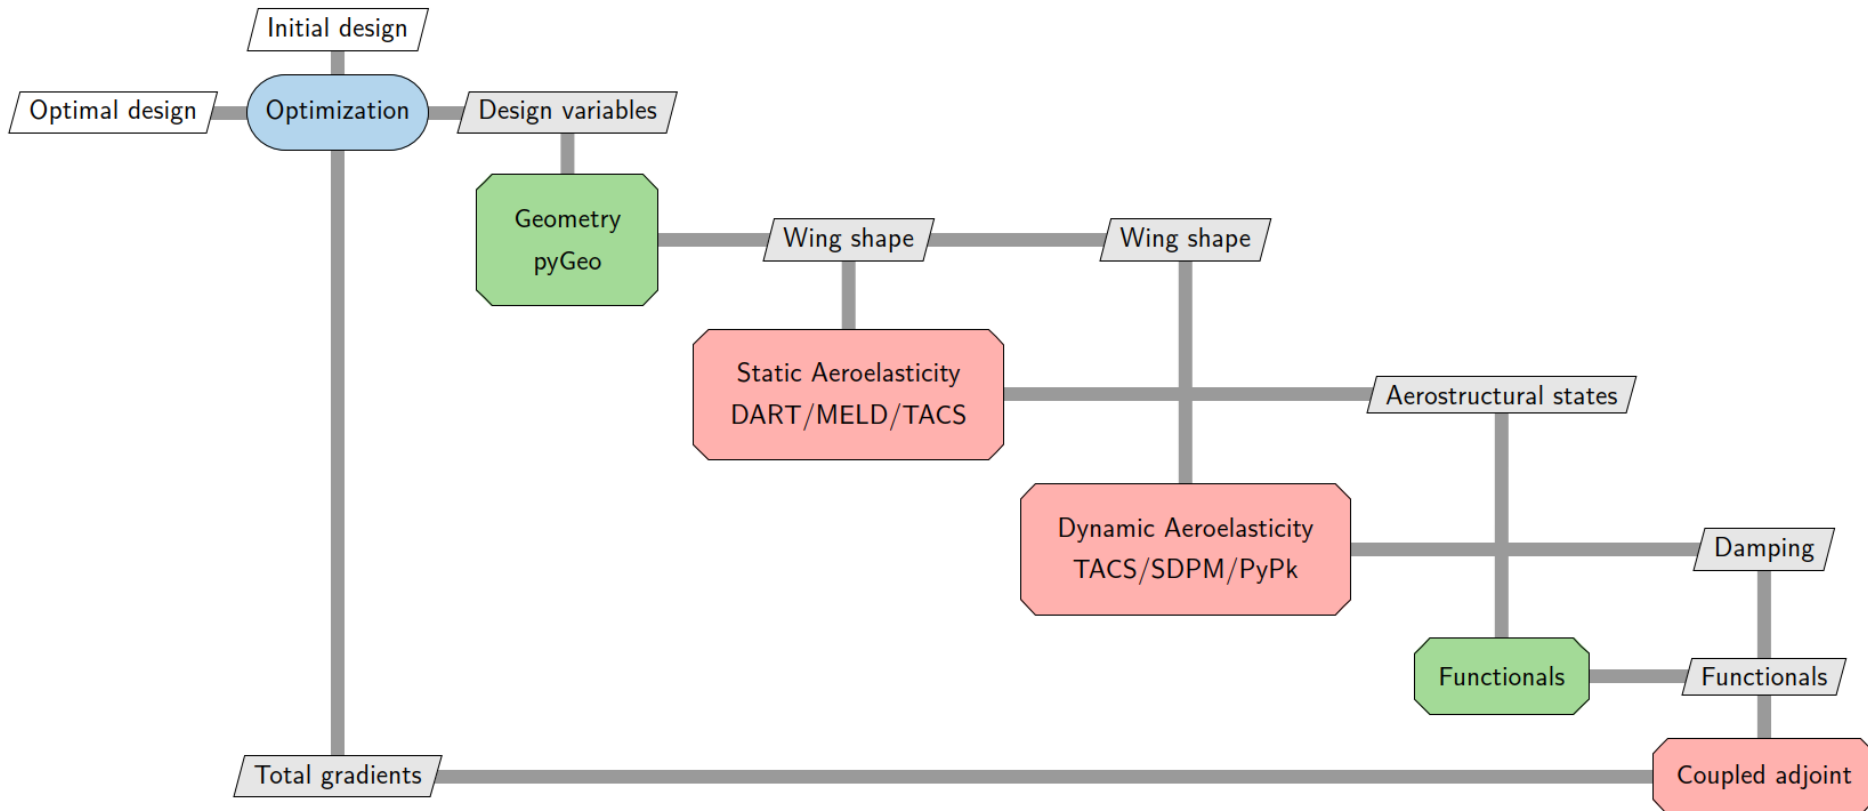 Initial design
Optimal design
Optimization
Design variables
Geometry
pyGeo
Wing shape
Wing shape
Static Aeroelasticity
DART/MELD/TACS
Aerostructural states
Dynamic Aeroelasticity
TACS/SDPM/PyPk
Damping
Functionals
Functionals
Total gradients
Coupled adjoint